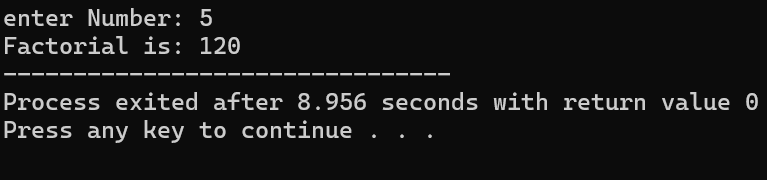 enter Number: 5
Factorial is: 120
--------------------------------
Process exited after 8.956 seconds with return value 0
Press any key to continue . . .